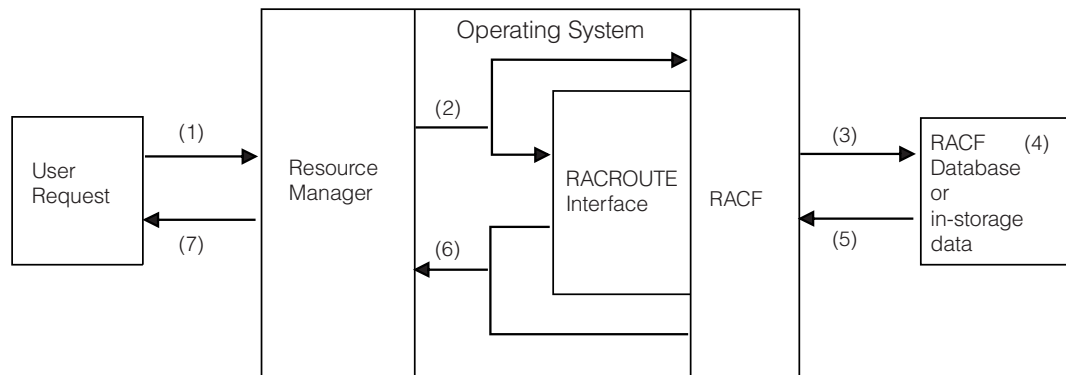 Operating System
(1)
User
Request
(7)
Resource
Manager
(2)
RACROUTE
Interface
(6)
RACF
(3)
(5)
RACF (4)
Database
or
in-storage
data